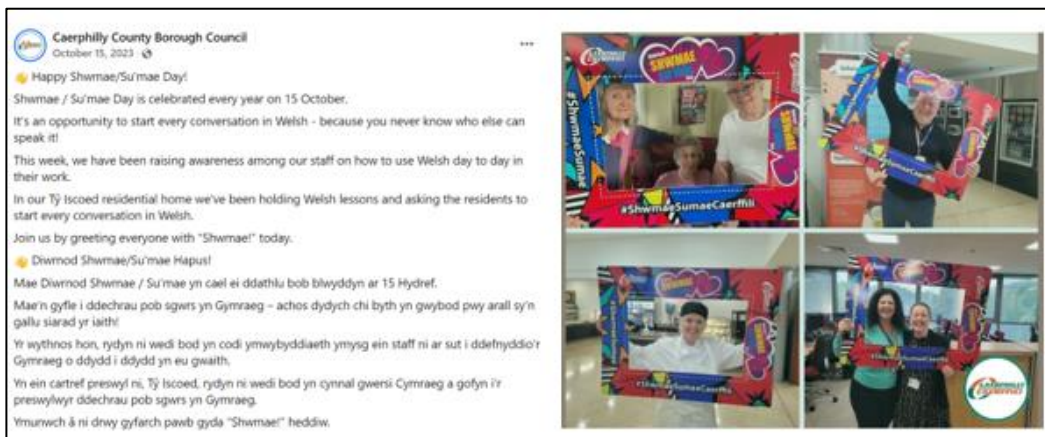 Caerphilly County Borough Council
October 15, 2023
👋 Happy Shwmae/Su'mae Day!
Shwmae / Su'mae Day is celebrated every year on 15 October.
It's an opportunity to start every conversation in Welsh - because you never know who else can
speak it!
This week, we have been raising awareness among our staff on how to use Welsh day to day in
their work.
In our Tŷ Iscoed residential home we've been holding Welsh lessons and asking the residents to
start every conversation in Welsh.
Join us by greeting everyone with "Shwmae!" today.
👋 Diwrnod Shwmae/Su'mae Hapus!
Mae Diwrnod Shwmae / Su'mae yn cael ei ddathlu bob blwyddyn ar 15 Hydref.
Mae'n gyfle i ddechrau pob sgwrs yn Gymraeg – achos dydych chi byth yn gwybod pwy arall sy'n
gallu siarad yr iaith!
Yr wythnos hon, rydyn ni wedi bod yn codi ymwybyddiaeth ymysg ein staff ni ar sut i ddefnyddio'r
Gymraeg o ddydd i ddydd yn eu gwaith.
Yn ein cartref preswyl ni, Tŷ Iscoed, rydyn ni wedi bod yn cynnal gwersi Cymraeg a gofyn i'r
preswylwyr ddechrau pob sgwrs yn Gymraeg.
Ymunwch â ni drwy gyfarch pawb gyda "Shwmae!" heddiw.
SHWMAE
#ShwmaeSumae
SHWMAE
#ShwmaeSumaeCaerffili
#ShwmaeSumaeCaerffili
SHWMAE
SHWMAE
#ShwmaeSumaeCaerffili
#ShwmaeSumaeCaerffili
CAERPHILLY
CAERFFILI